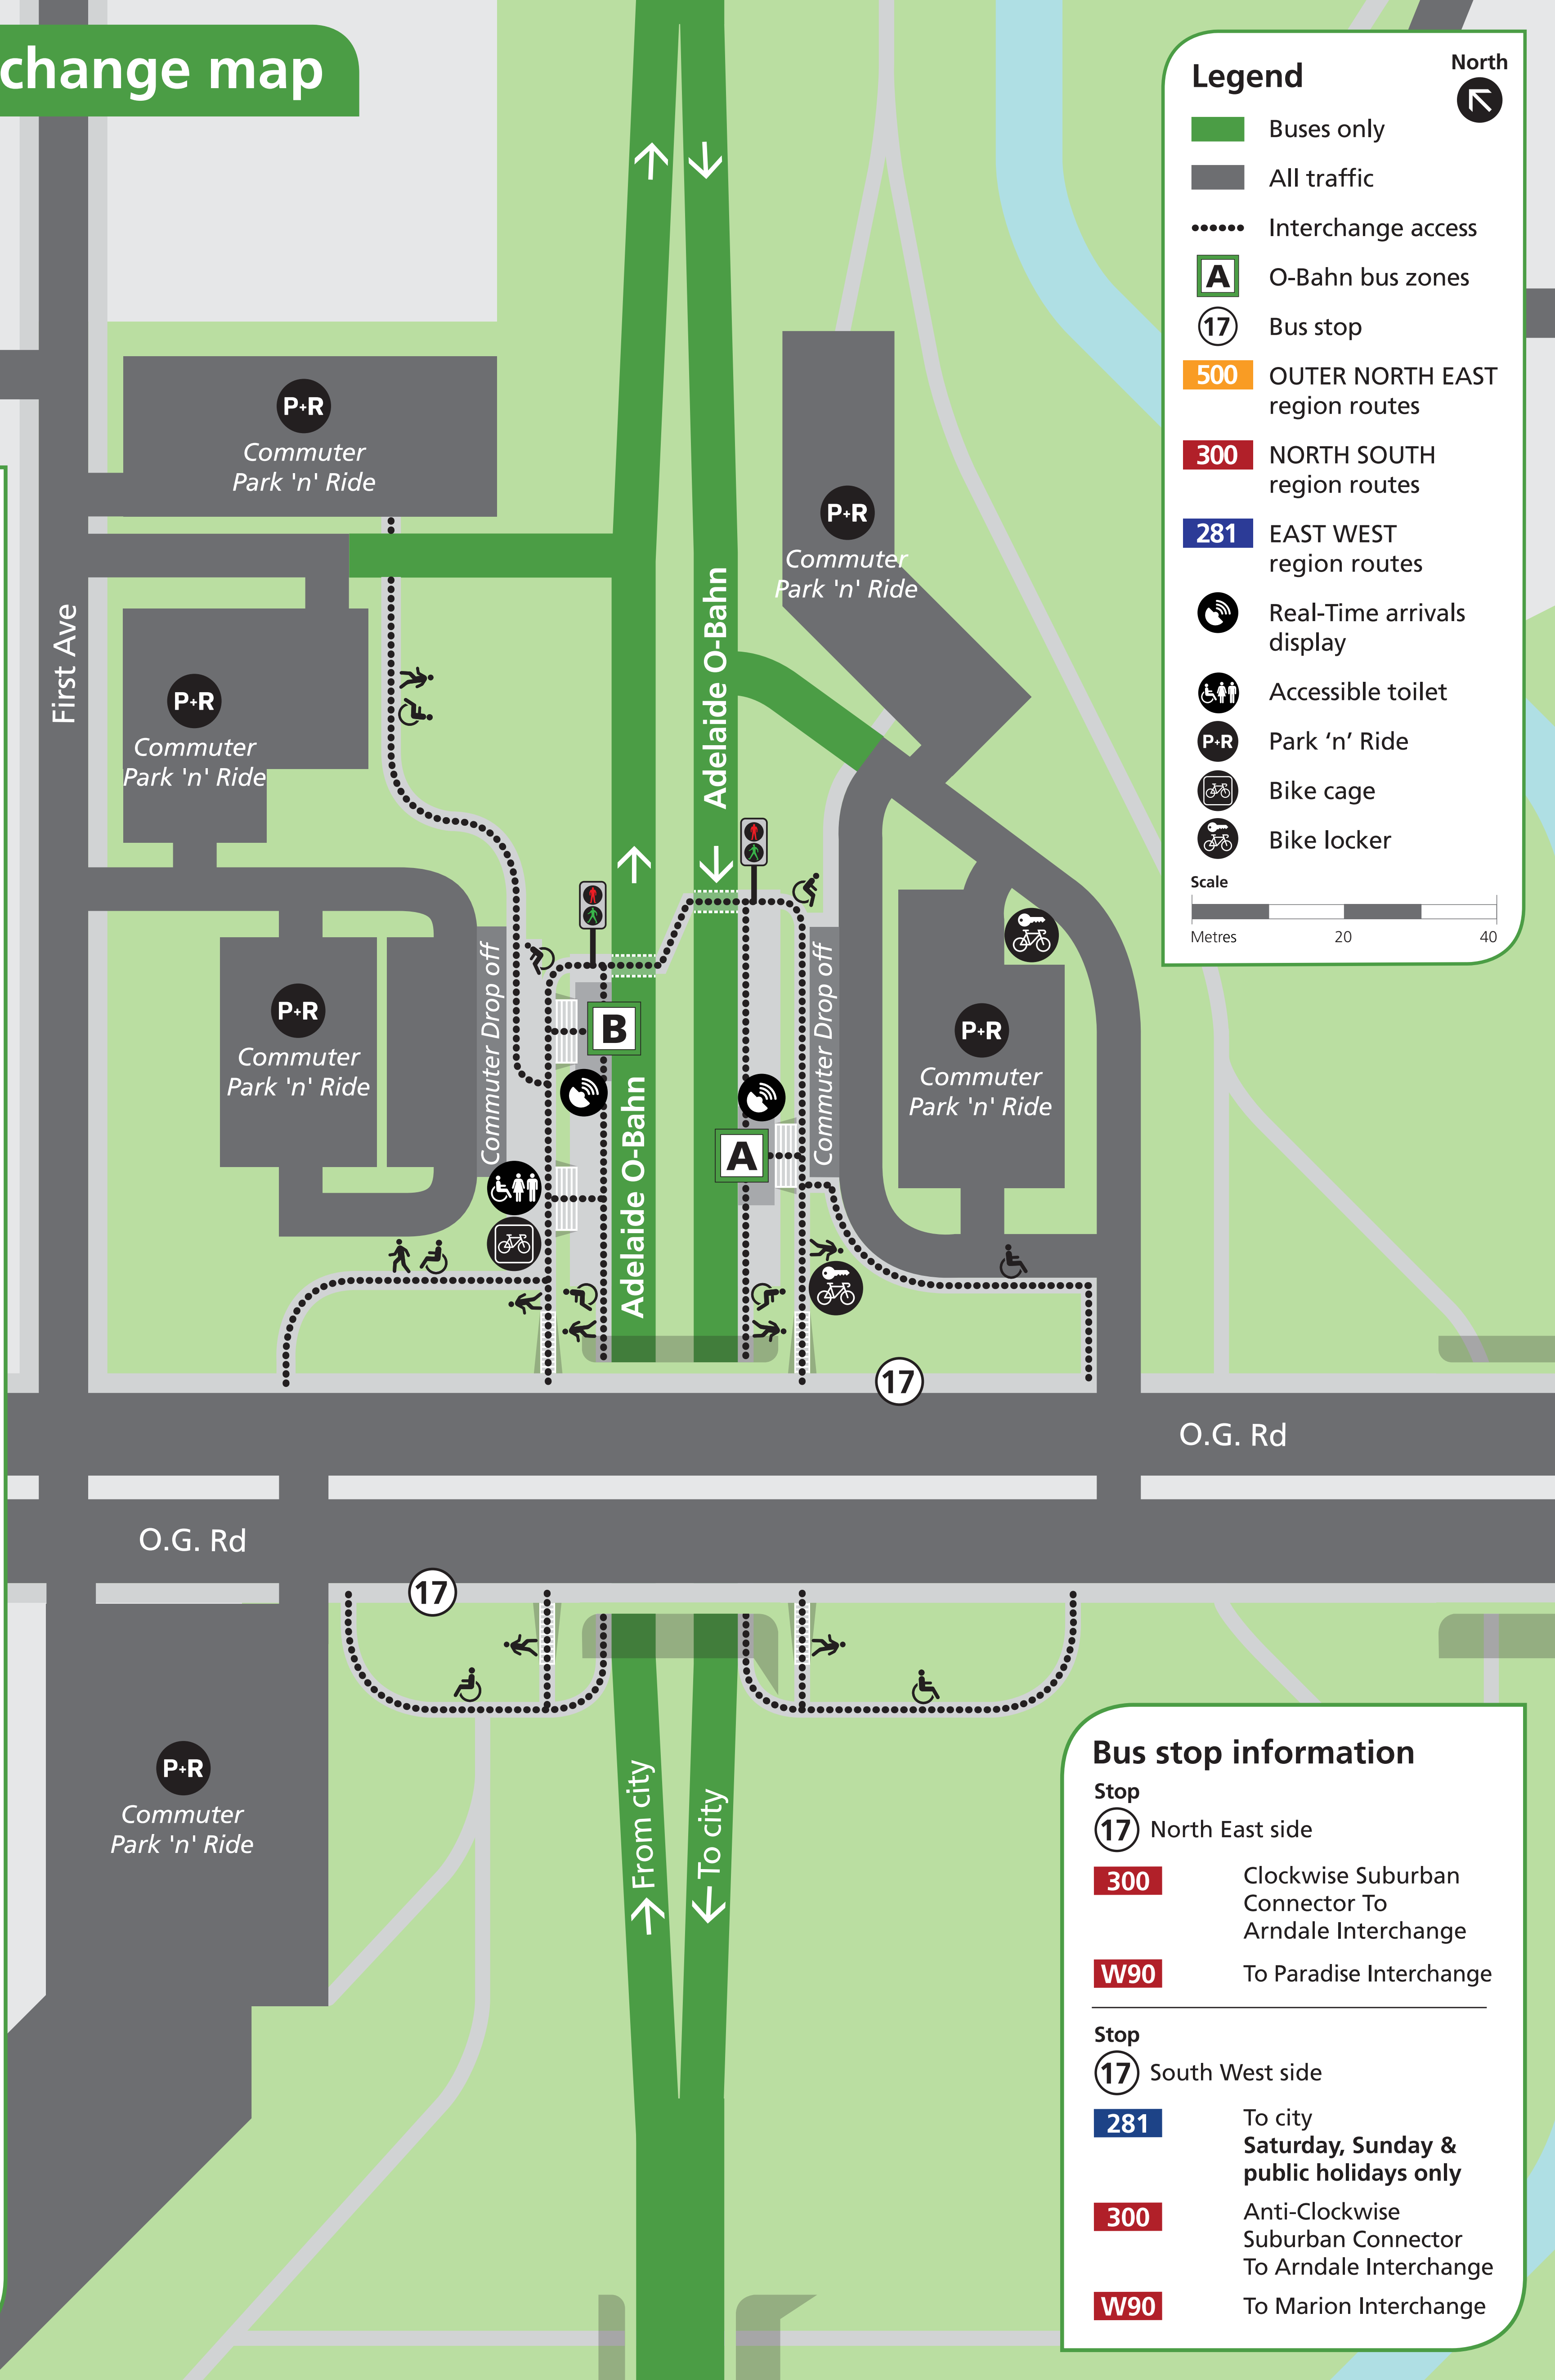 change map
Legend
North
Buses only
All traffic
Interchange access
A
O-Bahn bus zones
17
Bus stop
500
OUTER NORTH EAST
region routes
300
NORTH SOUTH
region routes
281
EAST WEST
region routes
Real-Time arrivals
display
Accessible toilet
P+R
Park ‘n’ Ride
Bike cage
Bike locker
Scale
Metres
20
40
P+R
Commuter
Park 'n' Ride
P+R
Commuter
Park 'n' Ride
First Ave
P+R
Commuter
Park 'n' Ride
Adelaide O-Bahn
P+R
Commuter
Park 'n' Ride
Commuter Drop off
B
Adelaide O-Bahn
A
Commuter Drop off
P+R
Commuter
Park 'n' Ride
17
O.G. Rd
O.G. Rd
17
P+R
Commuter
Park 'n' Ride
From city
To city
Bus stop information
Stop
17 North East side
300
Clockwise Suburban
Connector To
Arndale Interchange
W90
To Paradise Interchange
Stop
17 South West side
281
To city
Saturday, Sunday &
public holidays only
300
Anti-Clockwise
Suburban Connector
To Arndale Interchange
W90
To Marion Interchange